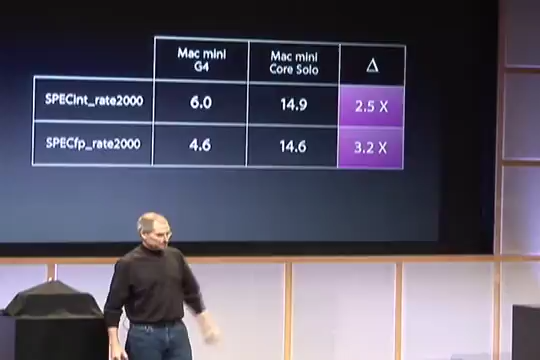 Mac mini G4
Mac mini Core Solo
Δ
SPECint_rate2000 6.0 14.9 2.5 X
SPECfp_rate2000 4.6 14.6 3.2 X